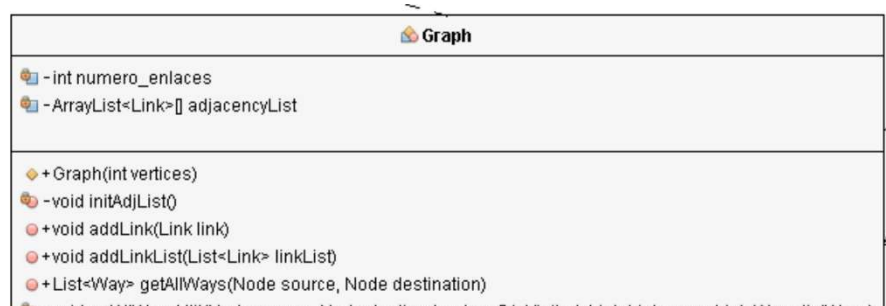 Graph
-int numero_enlaces
-ArrayList<Link>[] adjacencyList
+Graph(int vertices)
-void initAdjList()
+void addLink(Link link)
+void addLinkList(List<Link> linkList)
+List<Way> getAllWays(Node source, Node destination)